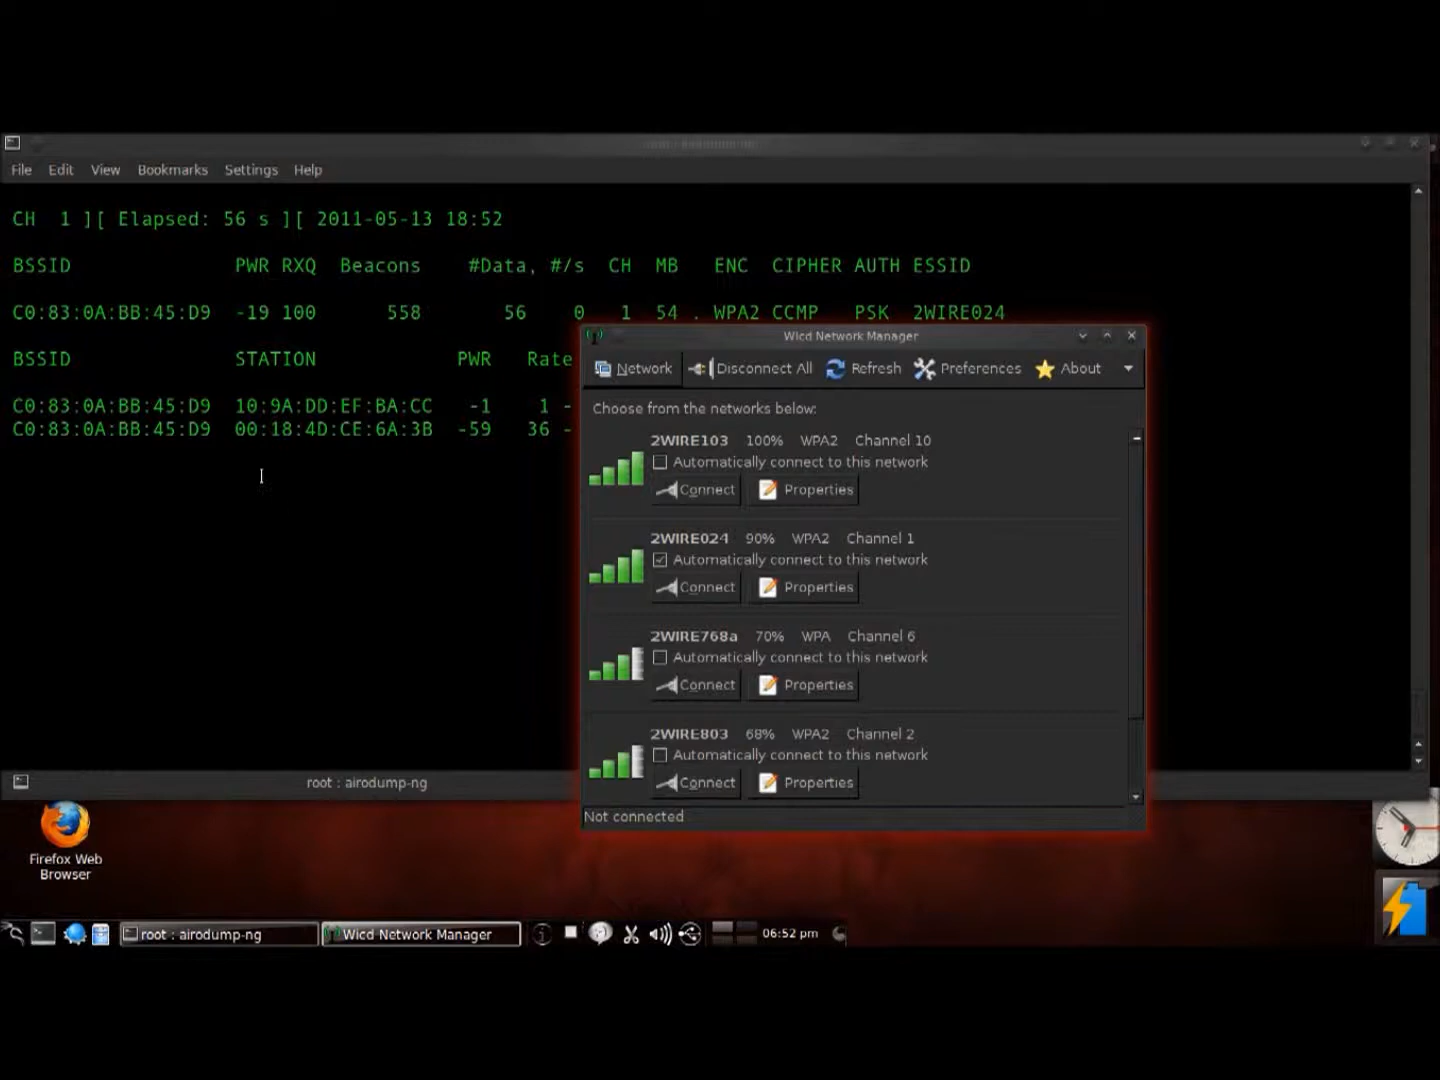 File Edit View Bookmarks Settings Help
CH 1 ][ Elapsed: 56 s ][ 2011-05-13 18:52
BSSID PWR RXQ Beacons #Data, #/s CH MB ENC CIPHER AUTH ESSID
C0:83:0A:BB:45:D9 -19 100 558 56 0 1 54 . WPA2 CCMP PSK 2WIRE024
BSSID STATION PWR Rate
C0:83:0A:BB:45:D9 10:9A:DD:EF:BA:CC -1 1 -
C0:83:0A:BB:45:D9 00:18:4D:CE:6A:3B -59 36 -
root : airodump-ng
Wicd Network Manager
Network Disconnect All Refresh Preferences About
Choose from the networks below:
2WIRE103 100% WPA2 Channel 10
Automatically connect to this network
Connect Properties
2WIRE024 90% WPA2 Channel 1
Automatically connect to this network
Connect Properties
2WIRE768a 70% WPA Channel 6
Automatically connect to this network
Connect Properties
2WIRE803 68% WPA2 Channel 2
Automatically connect to this network
Connect Properties
Not connected
Firefox Web
Browser
root : airodump-ng Wicd Network Manager 06:52 pm